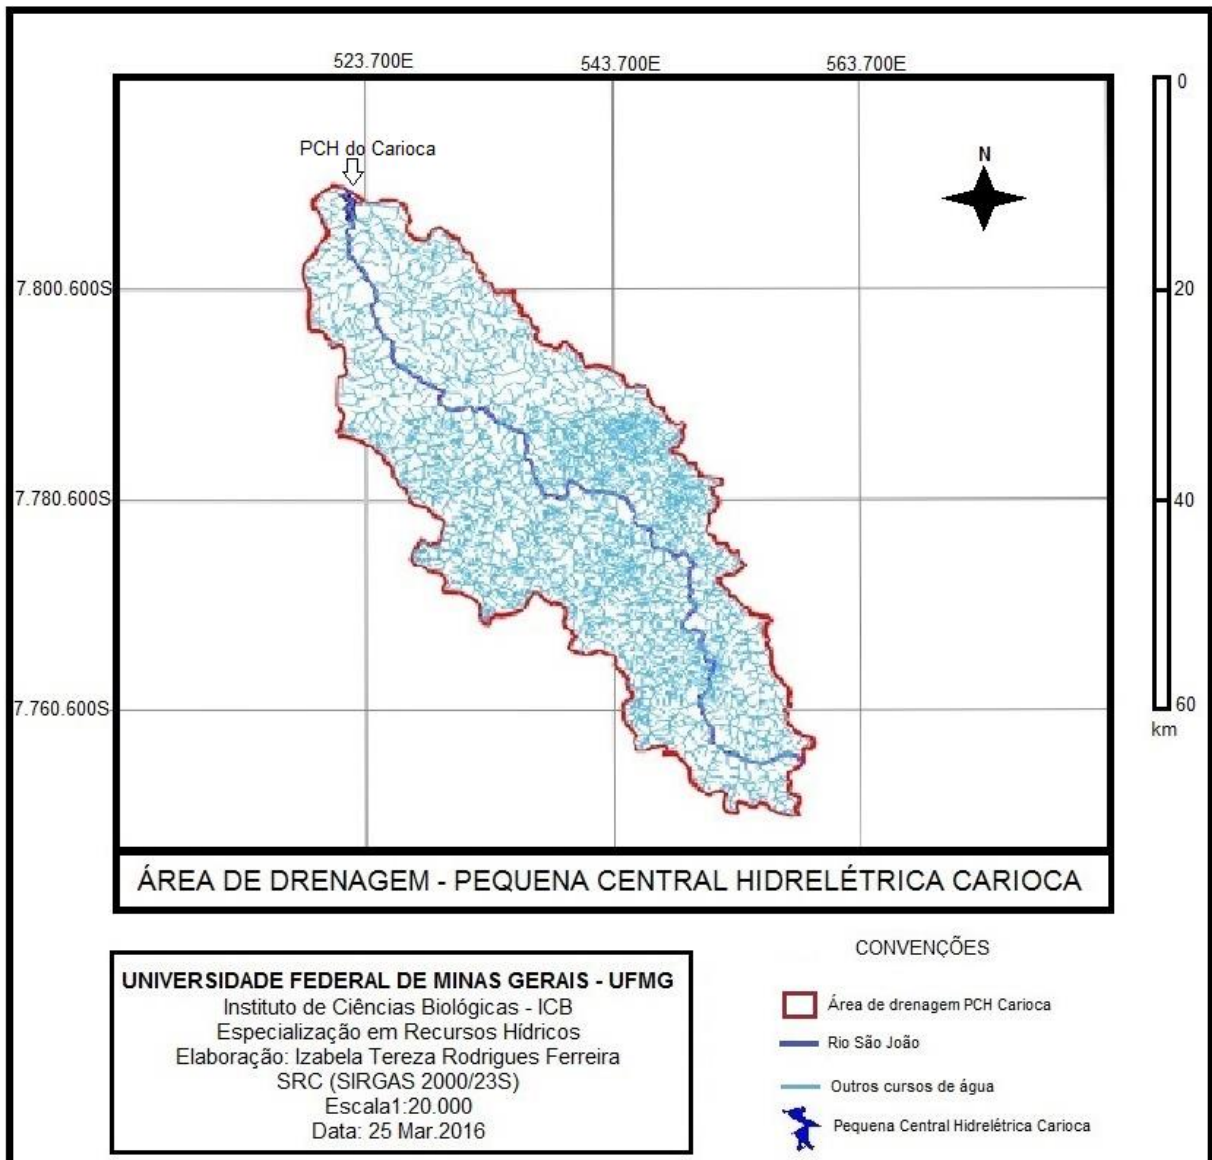 523.700E
543.700E
563.700E
0
PCH do Carioca
N
7.800.600S
20
7.780.600S
40
7.760.600S
60
km
ÁREA DE DRENAGEM - PEQUENA CENTRAL HIDRELÉTRICA CARIOCA
UNIVERSIDADE FEDERAL DE MINAS GERAIS - UFMG
Instituto de Ciências Biológicas - ICB
Especialização em Recursos Hídricos
Elaboração: Izabela Tereza Rodrigues Ferreira
SRC (SIRGAS 2000/23S)
Escala1:20.000
Data: 25 Mar.2016
CONVENÇÕES
Área de drenagem PCH Carioca
Rio São João
Outros cursos de água
Pequena Central Hidrelétrica Carioca